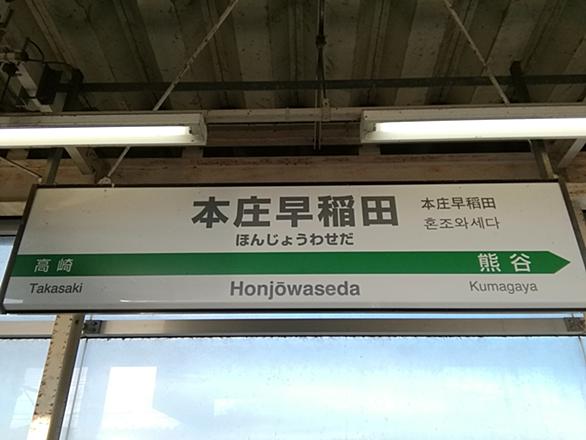 本庄早稲田
ほんじょうわせだ
本庄早稻田
혼조와세다
高崎
Takasaki
Honjōwaseda
熊谷
Kumagaya